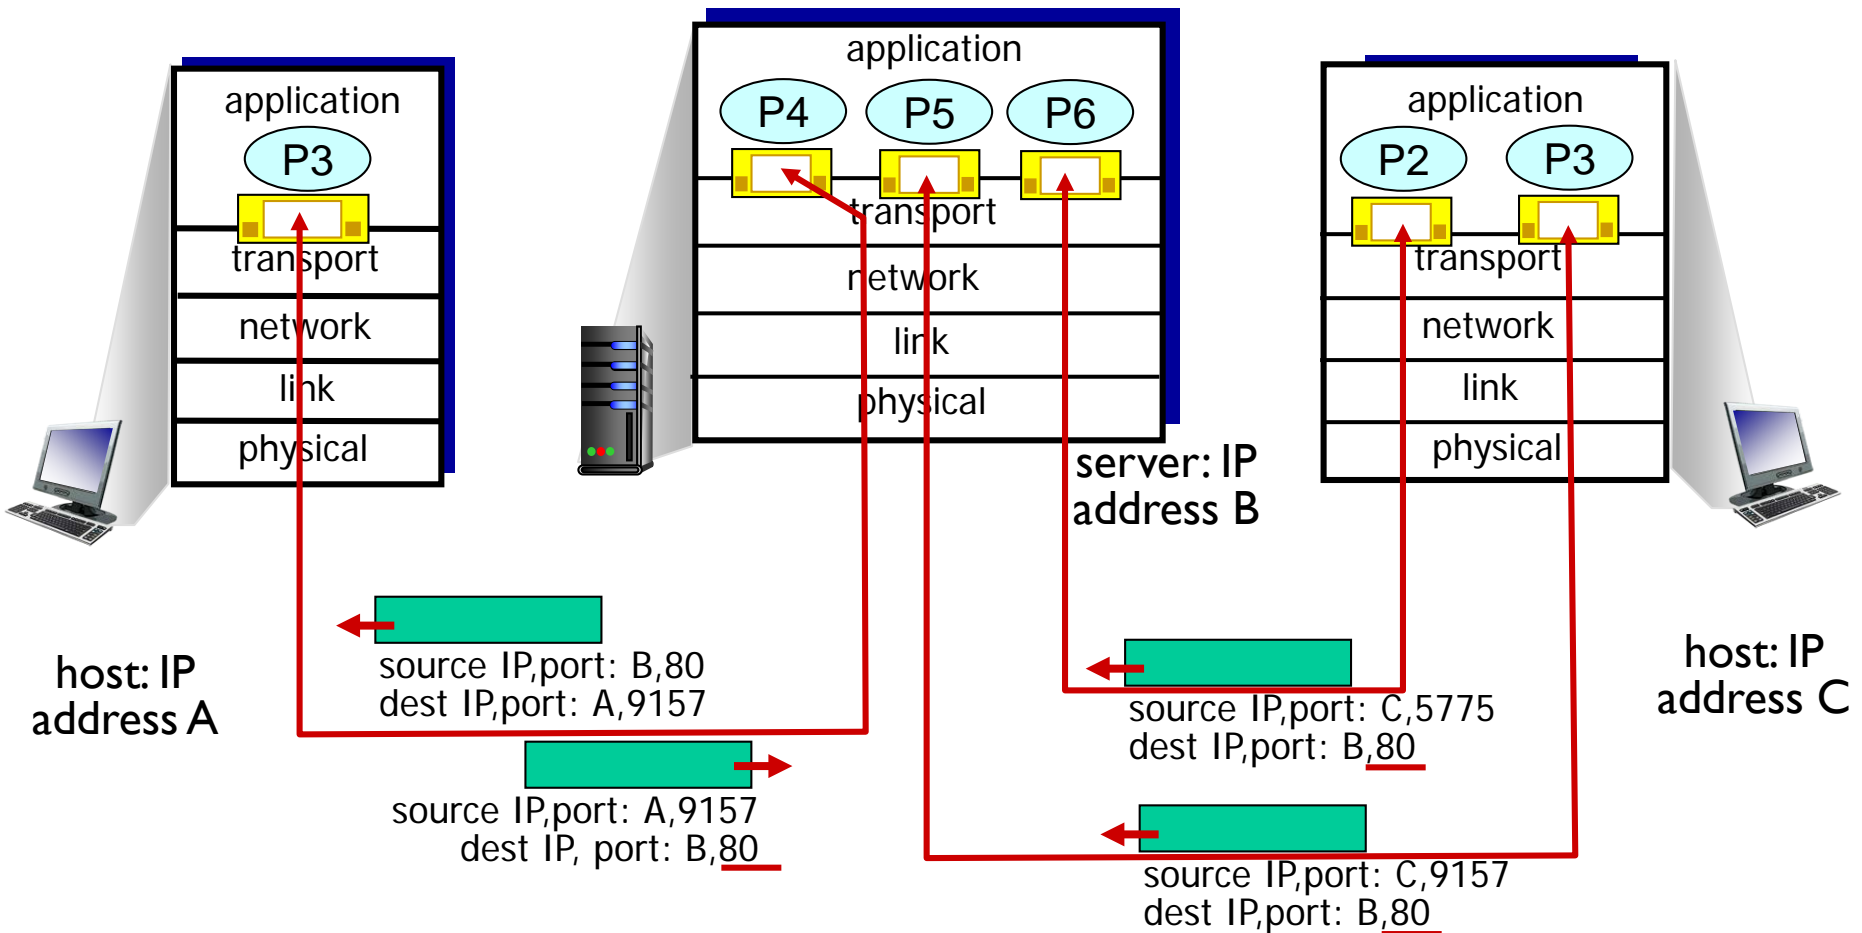 application
P3
transport
network
link
physical
host: IP
address A
application
P4
P5
P6
transport
network
link
physical
server: IP
address B
application
P2
P3
transport
network
link
physical
host: IP
address C
source IP,port: B,80
dest IP,port: A,9157
source IP,port: A,9157
dest IP, port: B,80
source IP,port: C,5775
dest IP,port: B,80
source IP,port: C,9157
dest IP,port: B,80